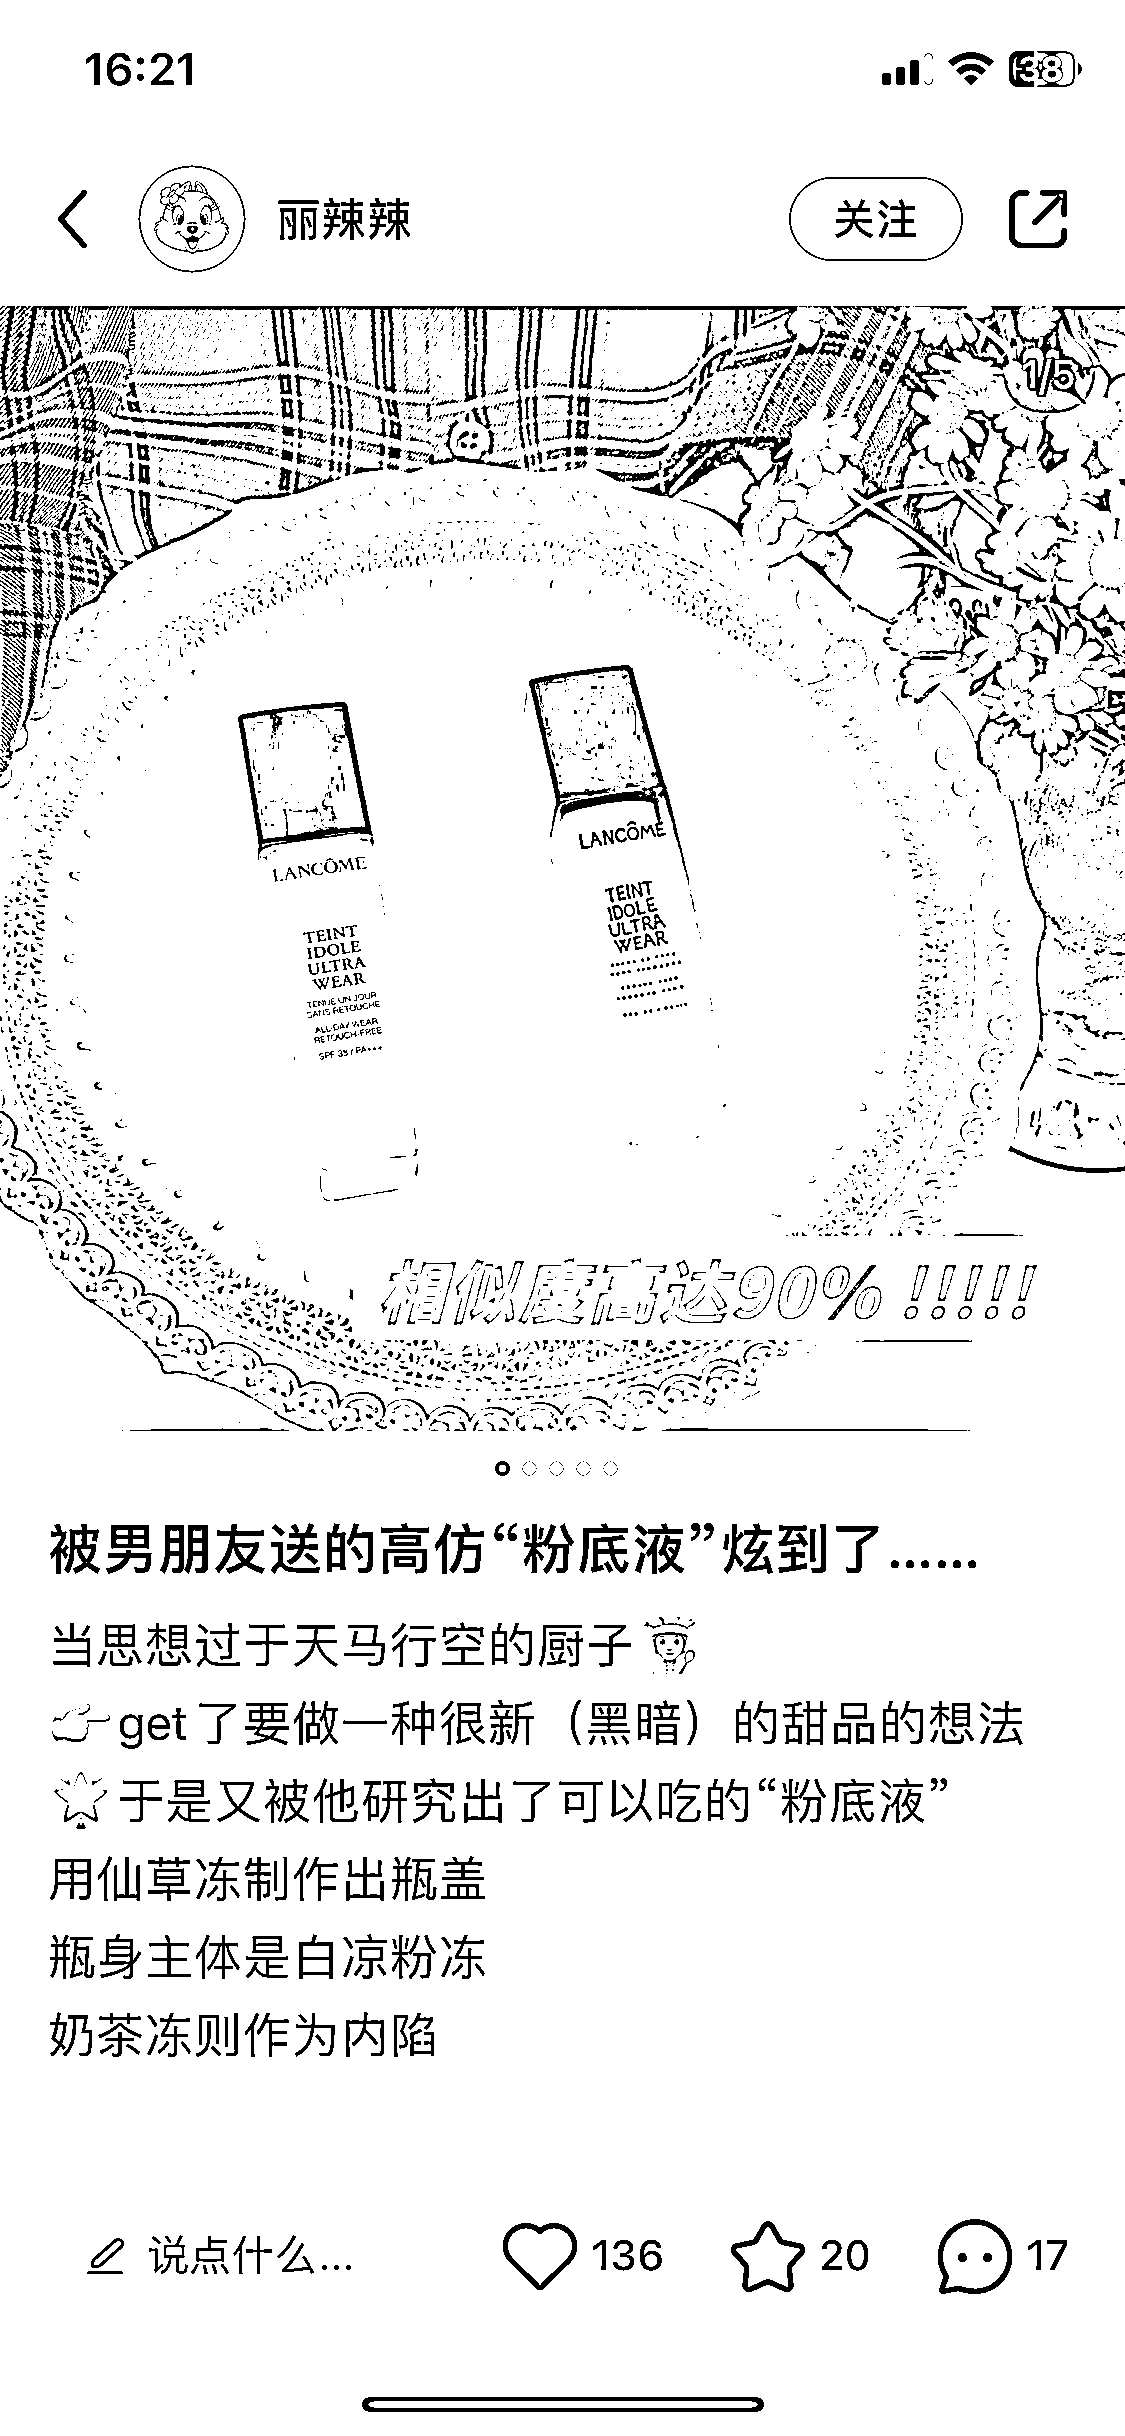 16:21
38
丽辣辣
关注
1/5
LANCÔME
TEINT
IDOLE
ULTRA
WEAR
TENUE UN JOUR
SANS RETOUCHE
ALL DAY WEAR
RETOUCH-FREE
SPF 35 / PA+++
LANCÔME
TEINT
IDOLE
ULTRA
WEAR
相似度高达90% !!!!!
被男朋友送的高仿“粉底液”炫到了......
当思想过于天马行空的厨子
👉get了要做一种很新（黑暗）的甜品的想法
🌟于是又被他研究出了可以吃的“粉底液”
用仙草冻制作出瓶盖
瓶身主体是白凉粉冻
奶茶冻则作为内陷
说点什么...
136
20
17